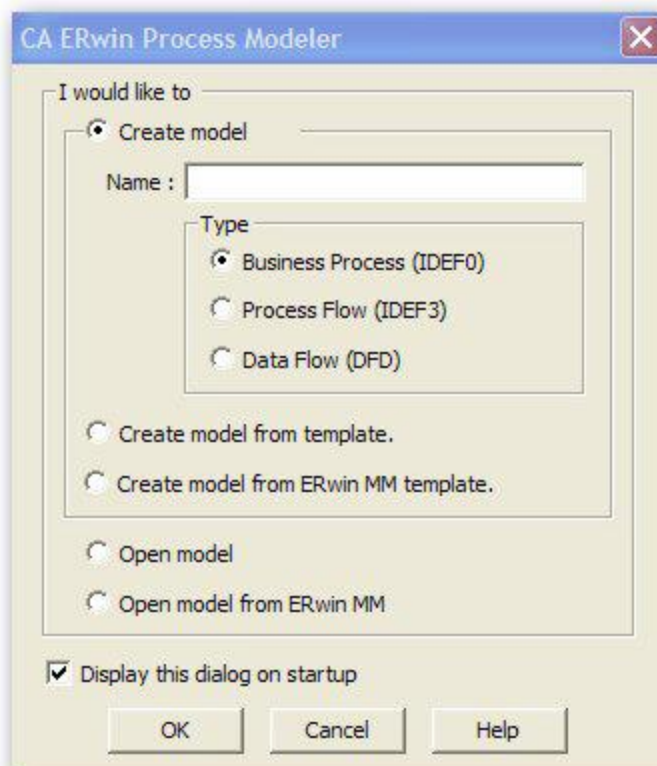 CA ERwin Process Modeler
I would like to
Create model
Name :
Type
Business Process (IDEF0)
Process Flow (IDEF3)
Data Flow (DFD)
Create model from template.
Create model from ERwin MM template.
Open model
Open model from ERwin MM
Display this dialog on startup
OK Cancel Help